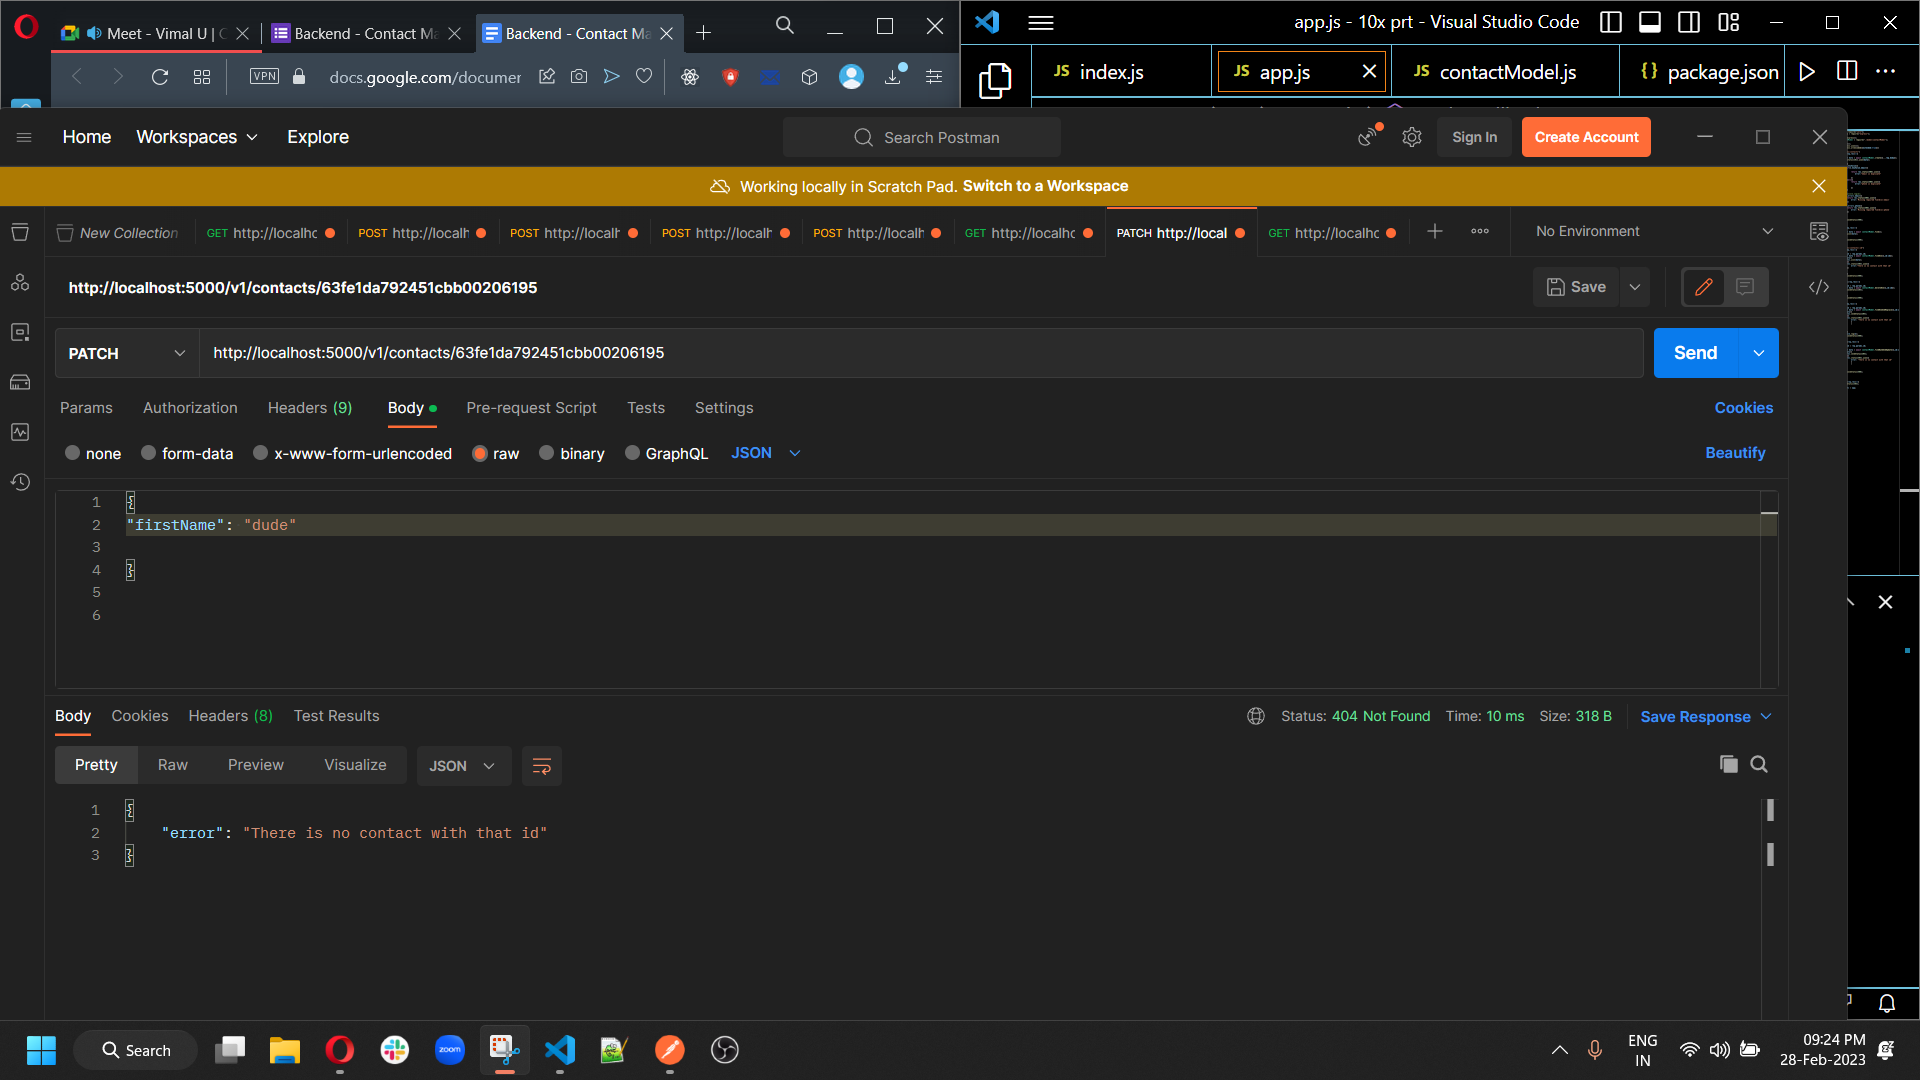 Meet - Vimal U | C
Backend - Contact Ma
Backend - Contact Ma
VPN
docs.google.com/documer
app.js - 10x prt - Visual Studio Code
JS index.js
JS app.js
JS contactModel.js
{} package.json
Home
Workspaces
Explore
Search Postman
Sign In
Create Account
Working locally in Scratch Pad. Switch to a Workspace
New Collection
GET http://localhc
POST http://localh
POST http://localh
POST http://localh
POST http://localh
GET http://localhc
PATCH http://local
GET http://localhc
No Environment
http://localhost:5000/v1/contacts/63fe1da792451cbb00206195
Save
PATCH
http://localhost:5000/v1/contacts/63fe1da792451cbb00206195
Send
Params
Authorization
Headers (9)
Body
Pre-request Script
Tests
Settings
Cookies
none
form-data
x-www-form-urlencoded
raw
binary
GraphQL
JSON
Beautify
1 {
2 "firstName": "dude"
3
4 }
5
6
Body
Cookies
Headers (8)
Test Results
Status: 404 Not Found
Time: 10 ms
Size: 318 B
Save Response
Pretty
Raw
Preview
Visualize
JSON
1 {
2 "error": "There is no contact with that id"
3 }
Search
zoom
ENG
IN
09:24 PM
28-Feb-2023